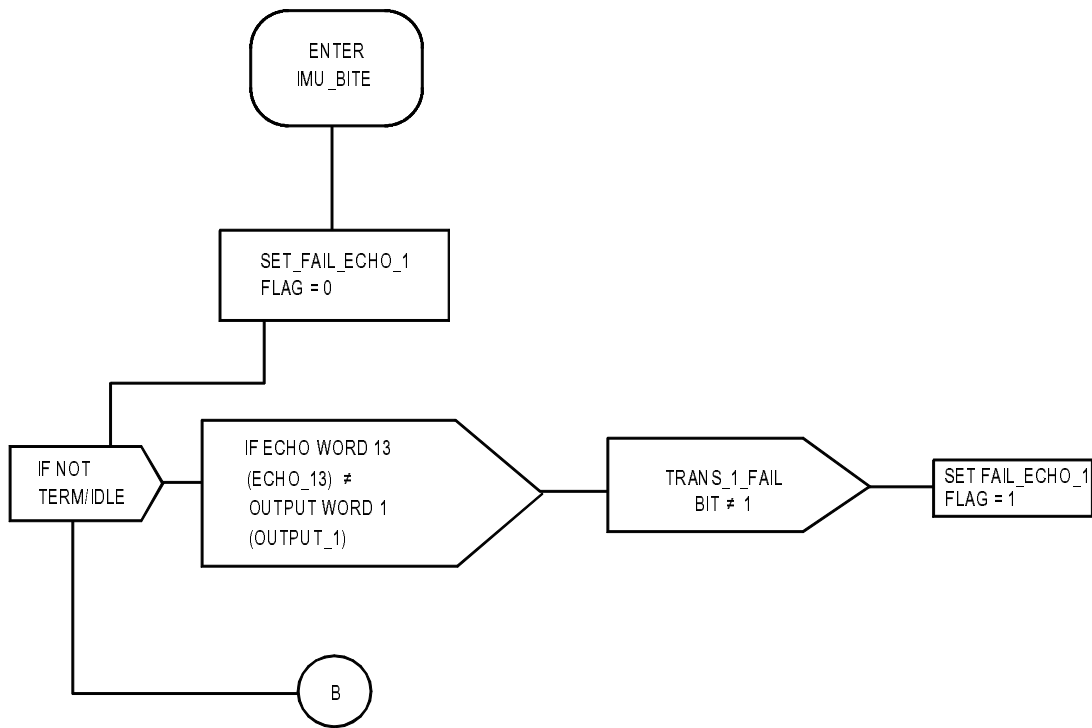 ENTER
IMU_BITE
SET_FAIL_ECHO_1
FLAG = 0
IF NOT
TERM/IDLE
IF ECHO WORD 13
(ECHO_13) ≠
OUTPUT WORD 1
(OUTPUT_1)
TRANS_1_FAIL
BIT ≠ 1
SET FAIL_ECHO_1
FLAG = 1
B